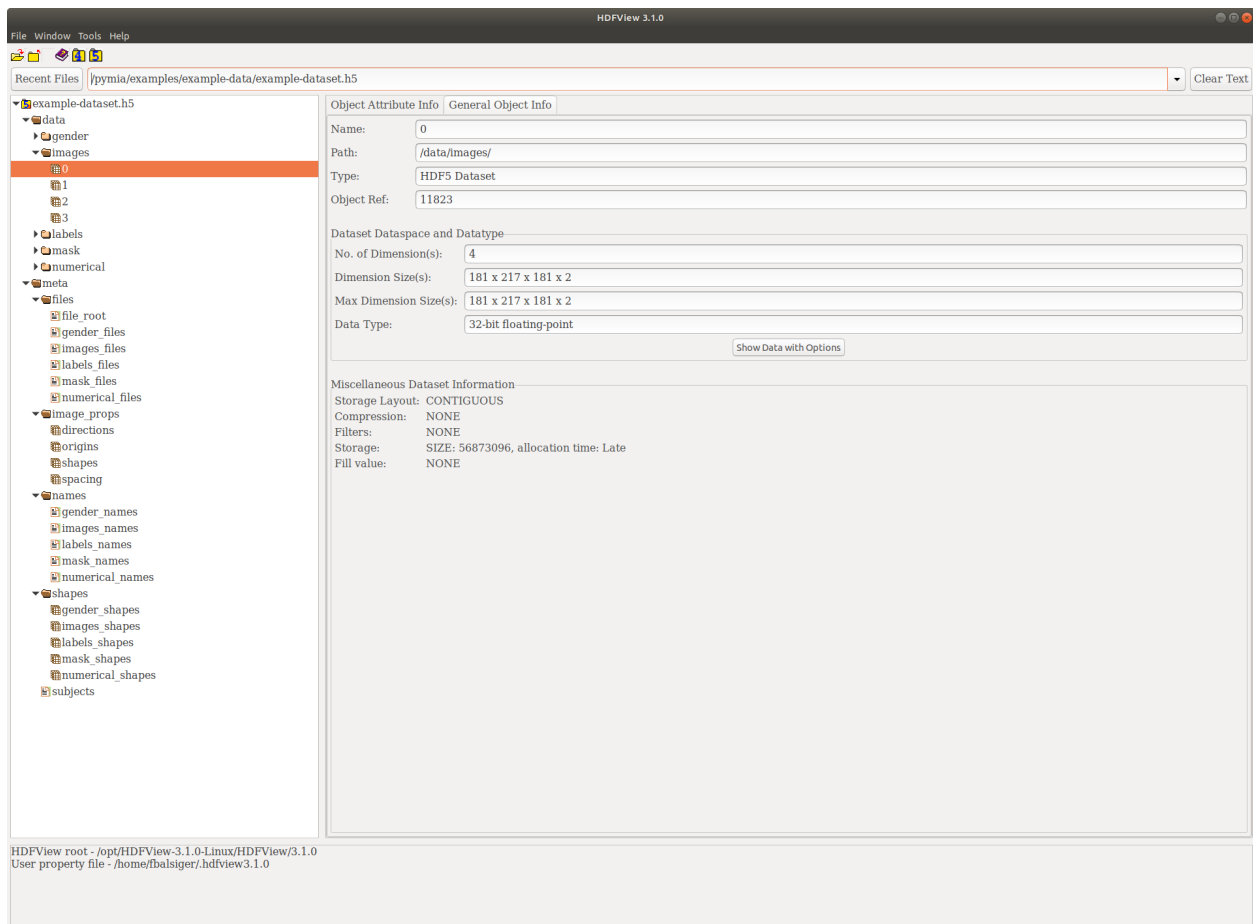 HDFView 3.1.0
File Window Tools Help
4 5
Recent Files /pymia/examples/example-data/example-dataset.h5 Clear Text
5 example-dataset.h5
data
gender
images
0
1
2
3
labels
mask
numerical
meta
files
file_root
gender_files
images_files
labels_files
mask_files
numerical_files
image_props
directions
origins
shapes
spacing
names
gender_names
images_names
labels_names
mask_names
numerical_names
shapes
gender_shapes
images_shapes
labels_shapes
mask_shapes
numerical_shapes
subjects
Object Attribute Info General Object Info
Name: 0
Path: /data/images/
Type: HDF5 Dataset
Object Ref: 11823
Dataset Dataspace and Datatype
No. of Dimension(s): 4
Dimension Size(s): 181 x 217 x 181 x 2
Max Dimension Size(s): 181 x 217 x 181 x 2
Data Type: 32-bit floating-point
Show Data with Options
Miscellaneous Dataset Information
Storage Layout: CONTIGUOUS
Compression: NONE
Filters: NONE
Storage: SIZE: 56873096, allocation time: Late
Fill value: NONE
HDFView root - /opt/HDFView-3.1.0-Linux/HDFView/3.1.0
User property file - /home/fbalsiger/.hdfview3.1.0